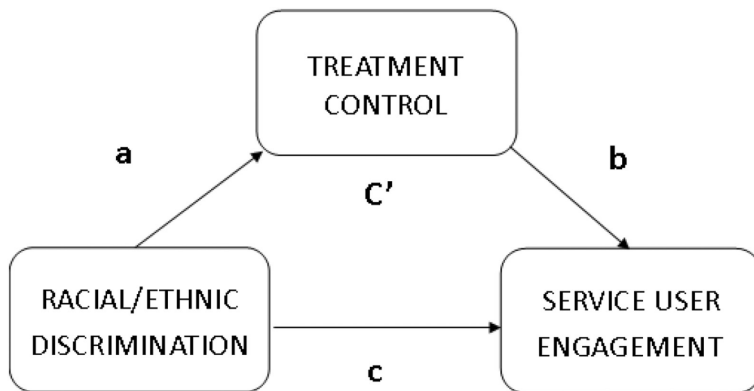 TREATMENT
CONTROL
a
b
C’
RACIAL/ETHNIC
DISCRIMINATION
SERVICE USER
ENGAGEMENT
c